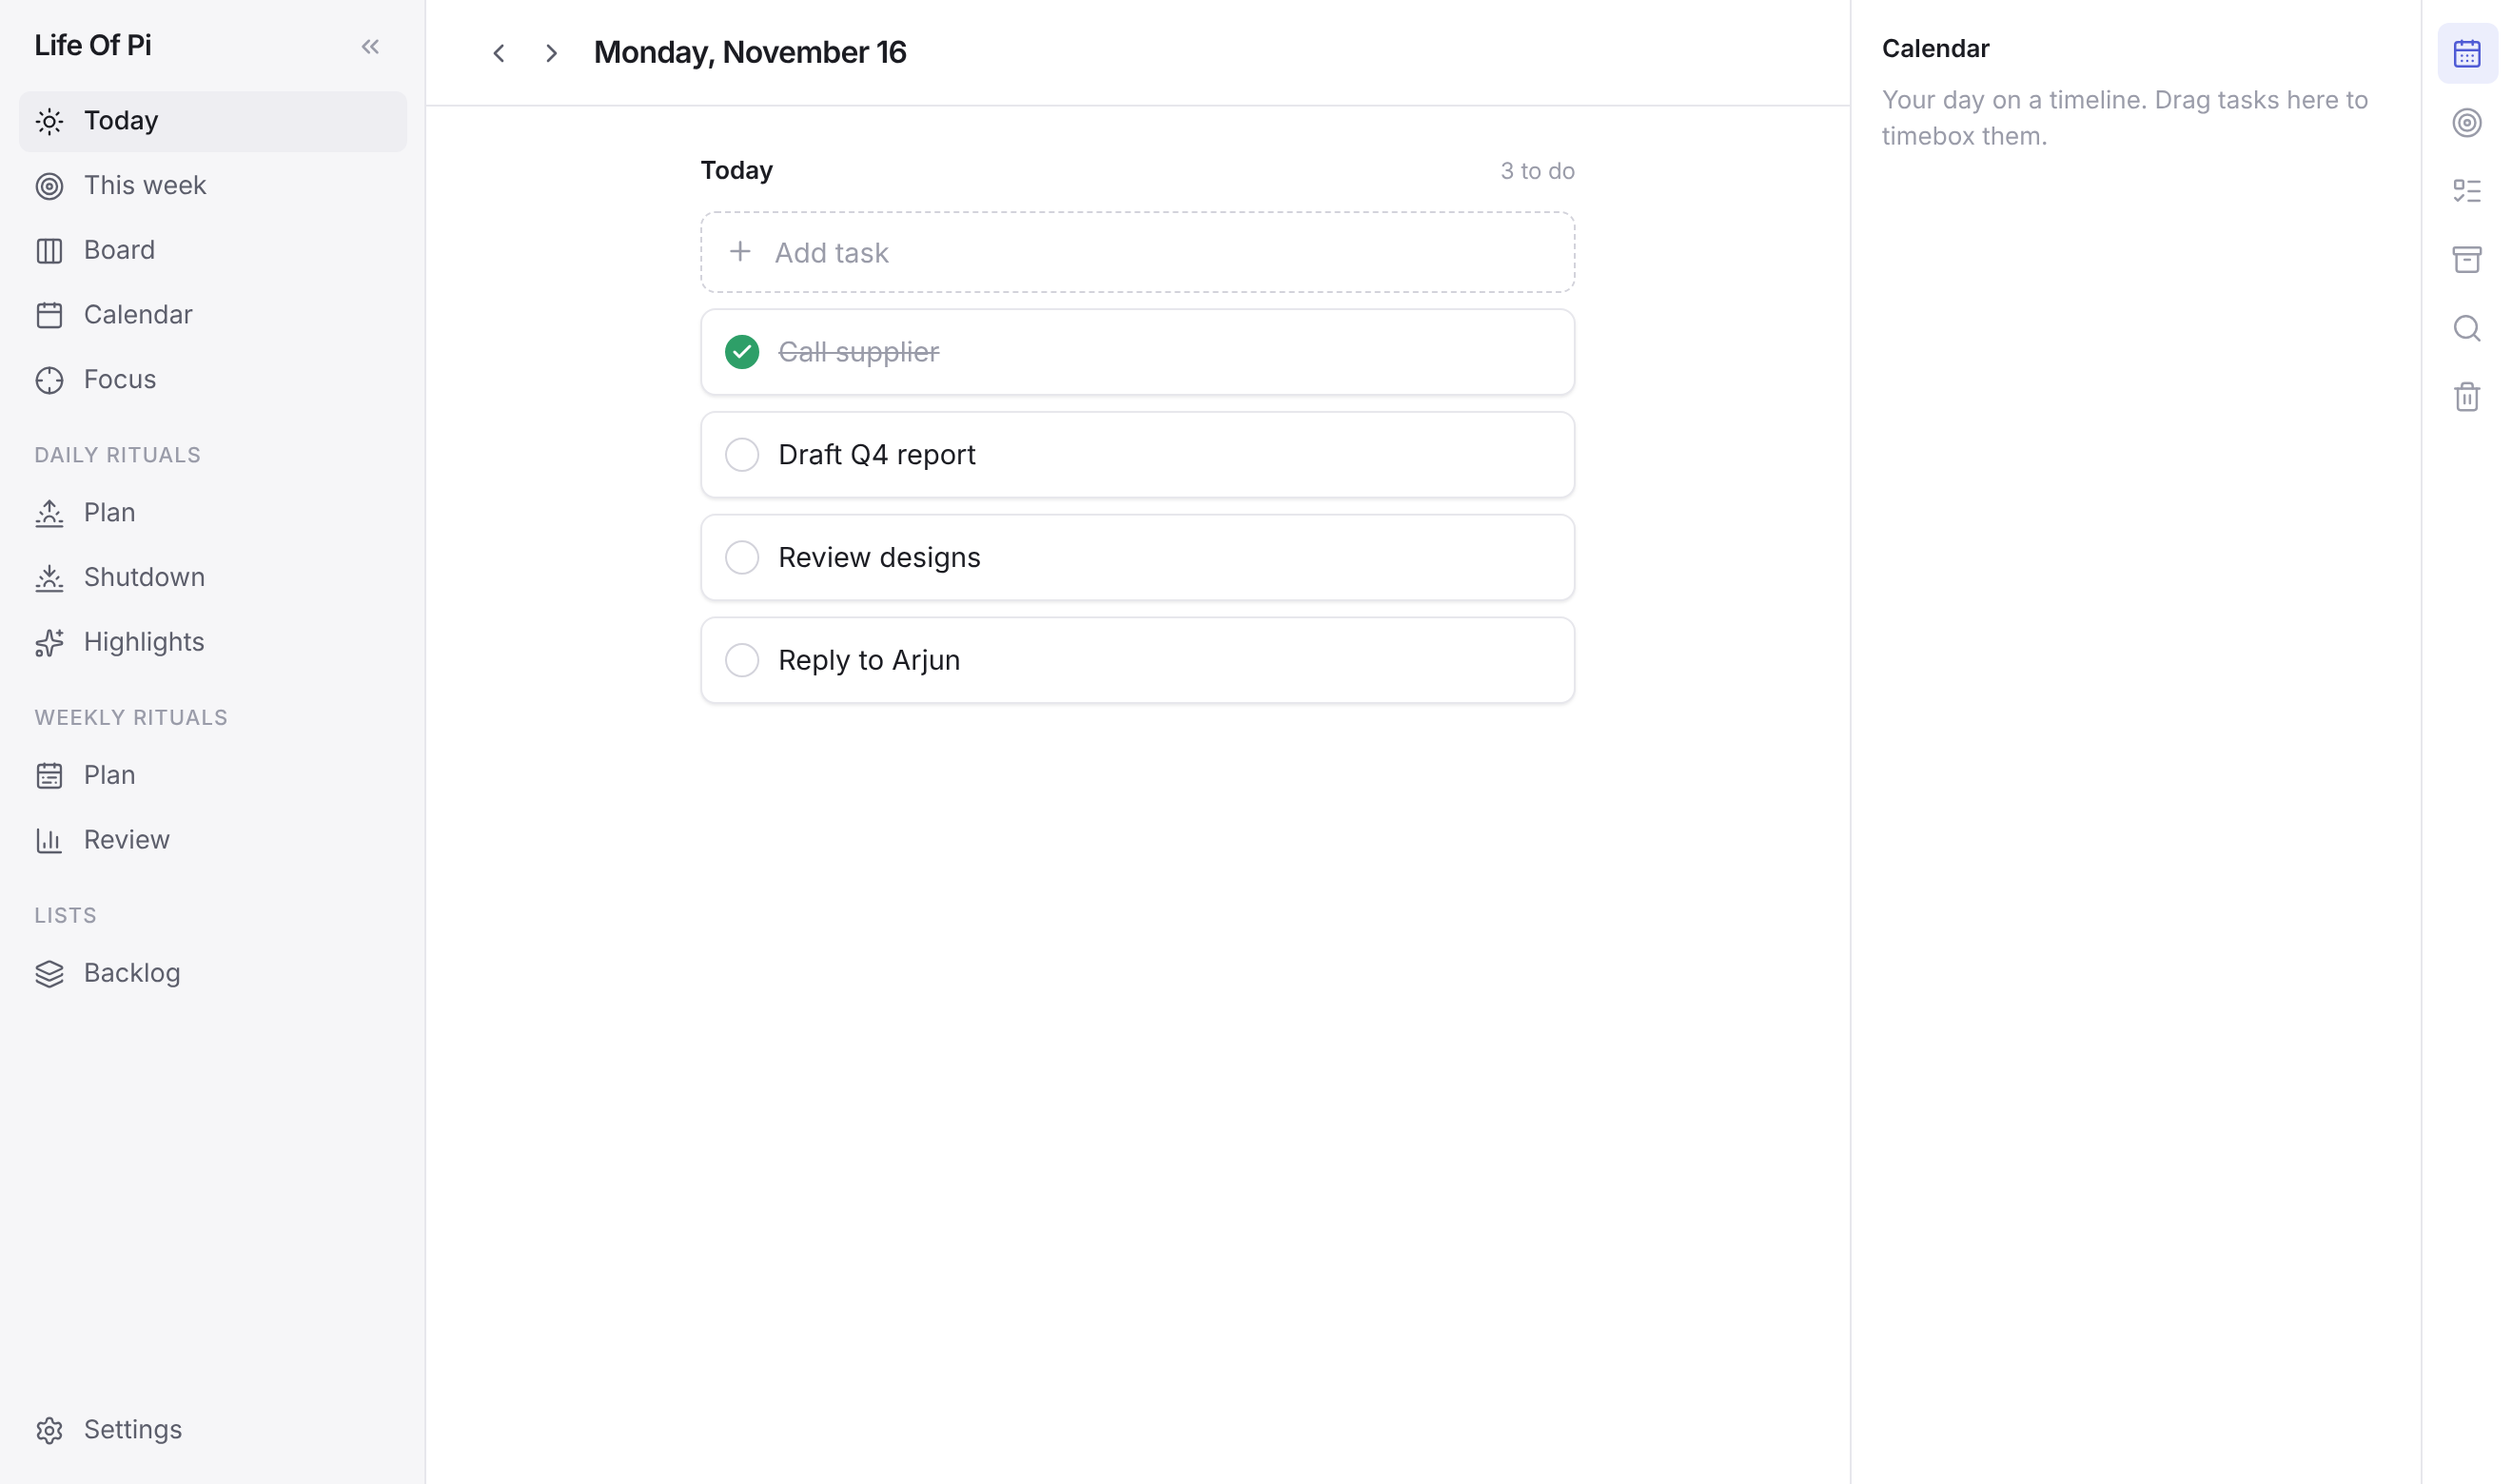 Life Of Pi
Today
This week
Board
Calendar
Focus
DAILY RITUALS
Plan
Shutdown
Highlights
WEEKLY RITUALS
Plan
Review
LISTS
Backlog
Settings
Monday, November 16
Today
3 to do
Add task
Call supplier
Draft Q4 report
Review designs
Reply to Arjun
Calendar
Your day on a timeline. Drag tasks here to
timebox them.